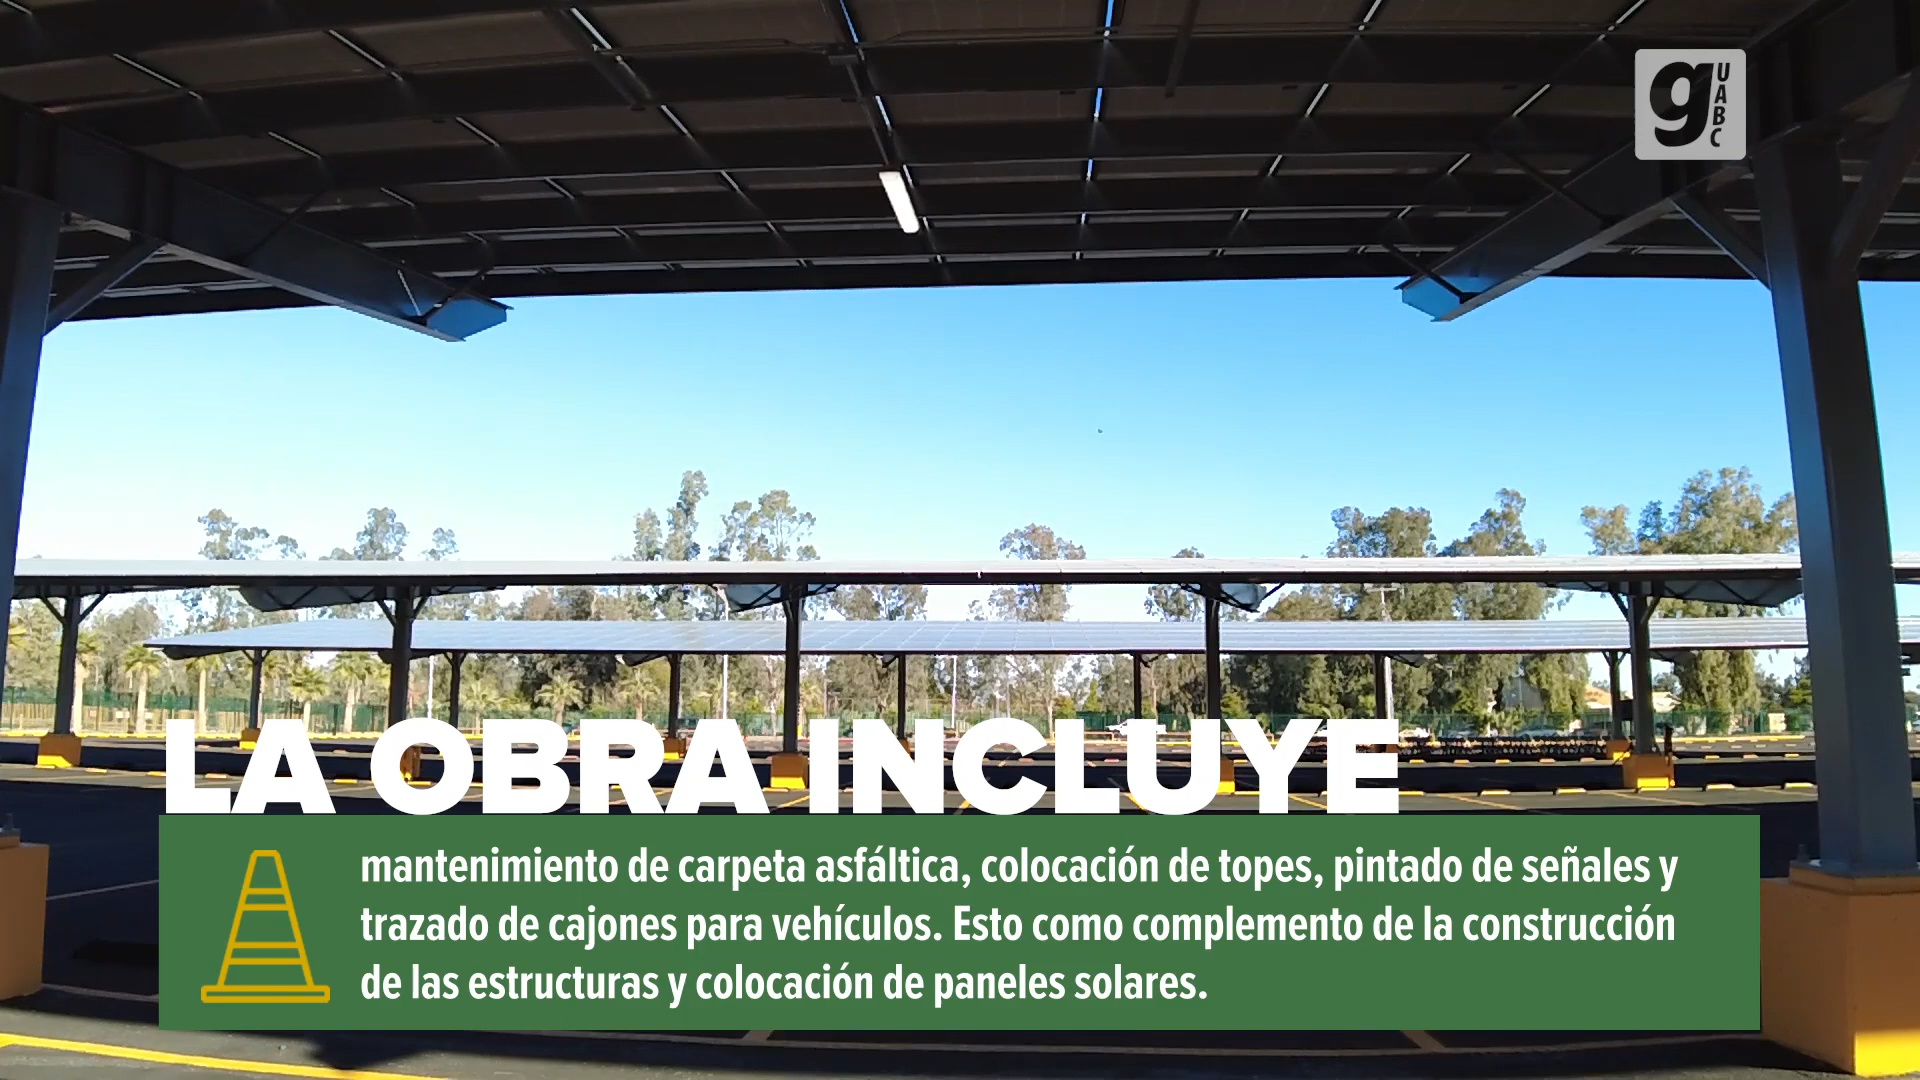 g UABC
LA OBRA INCLUYE
mantenimiento de carpeta asfáltica, colocación de topes, pintado de señales y
trazado de cajones para vehículos. Esto como complemento de la construcción
de las estructuras y colocación de paneles solares.